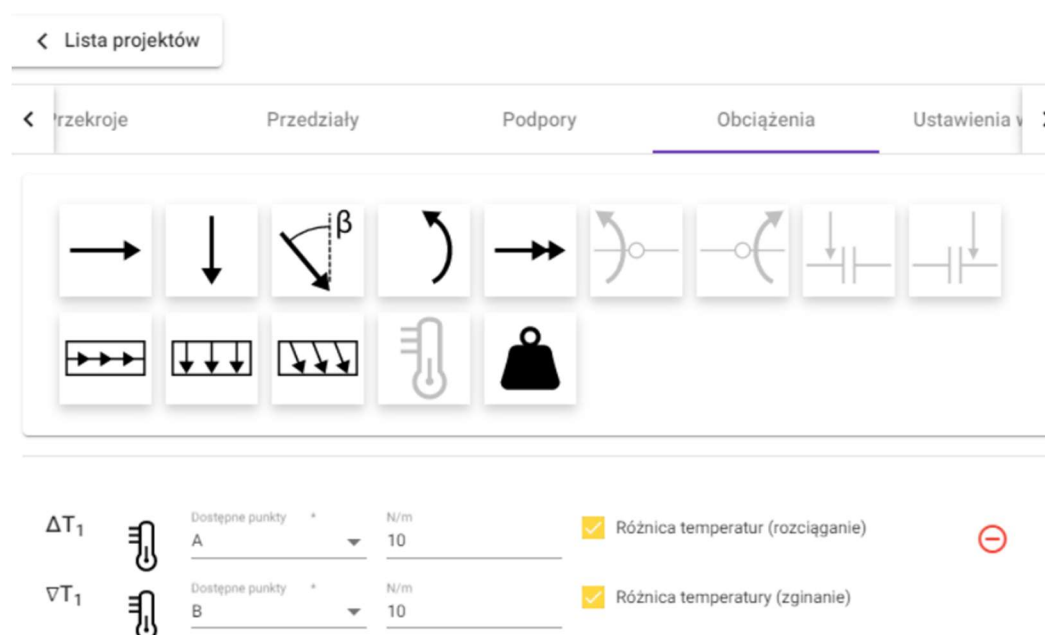 Lista projektów
Przedziały
Podpory
Obciążenia
Ustawienia
β
ΔT₁
Dostępne punkty *
A
N/m
10
Różnica temperatur (rozciąganie)
∇T₁
Dostępne punkty *
B
N/m
10
Różnica temperatury (zginanie)